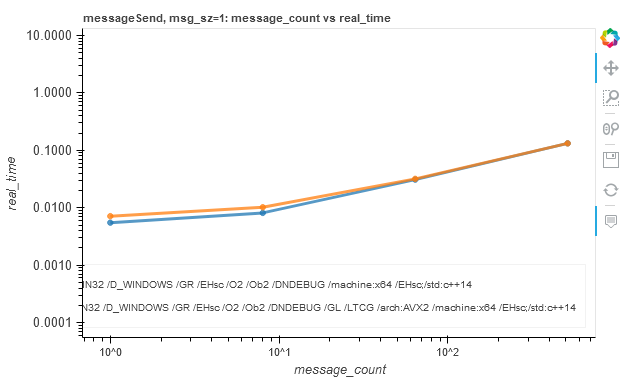 messageSend, msg_sz=1: message_count vs real_time
10.0000
1.0000
0.1000
0.0100
0.0010
0.0001
real_time
IN32 /D_WINDOWS /GR /EHsc /O2 /Ob2 /DNDEBUG /machine:x64 /EHsc;/std:c++14
N32 /D_WINDOWS /GR /EHsc /O2 /Ob2 /DNDEBUG /GL /LTCG /arch:AVX2 /machine:x64 /EHsc;/std:c++14
10^0
10^1
10^2
message_count